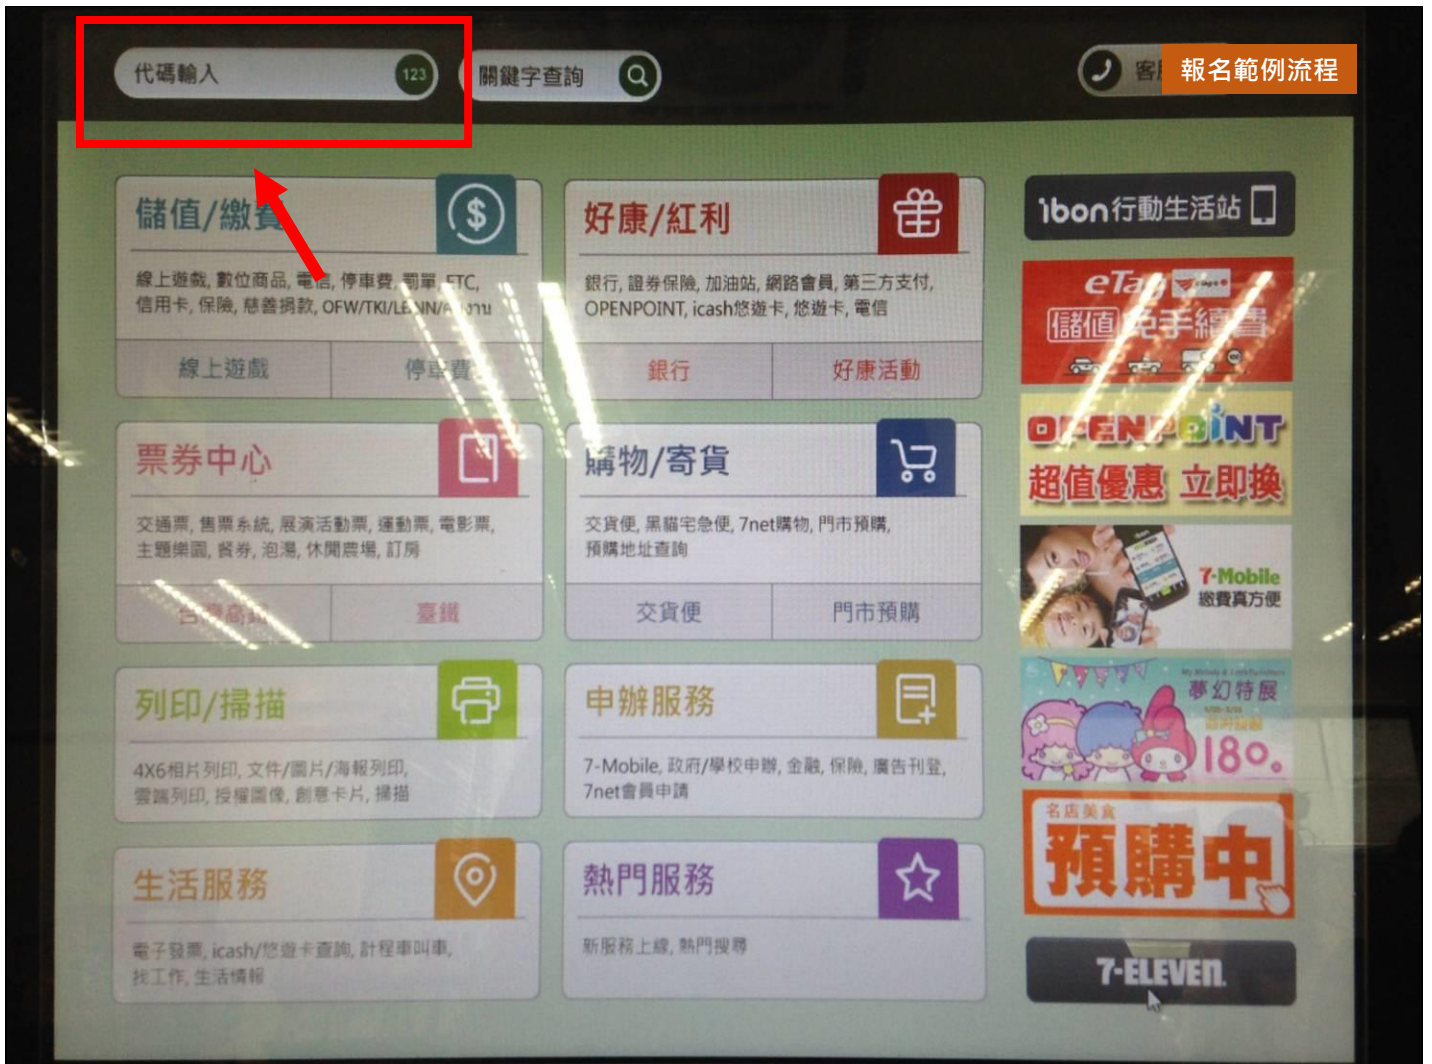 代碼輸入 123
關鍵字查詢
客
報名範例流程
儲值/繳費
線上遊戲, 數位商品, 電信, 停車費, 罰單, ETC,
信用卡, 保險, 慈善捐款, OFW/TKI/
線上遊戲
停車費
好康/紅利
銀行, 證券保險, 加油站, 網路會員, 第三方支付,
OPENPOINT, icash悠遊卡, 悠遊卡, 電信
銀行
好康活動
票券中心
交通票, 售票系統, 展演活動票, 運動票, 電影票,
主題樂園, 餐券, 泡湯, 休閒農場, 訂房
台灣高鐵
臺鐵
購物/寄貨
交貨便, 黑貓宅急便, 7net購物, 門市預購,
預購地址查詢
交貨便
門市預購
列印/掃描
4X6相片列印, 文件/圖片/海報列印,
雲端列印, 授權圖像, 創意卡片, 掃描
申辦服務
7-Mobile, 政府/學校申辦, 金融, 保險, 廣告刊登,
7net會員申請
生活服務
電子發票, icash/悠遊卡查詢, 計程車叫車,
找工作, 生活情報
熱門服務
新服務上線, 熱門搜尋
ibon行動生活站
eTag
儲值免手續費
OPENPOINT
超值優惠 立即換
7-Mobile
繳費真方便
夢幻特展
180
名店美食
預購中
7-ELEVEN.